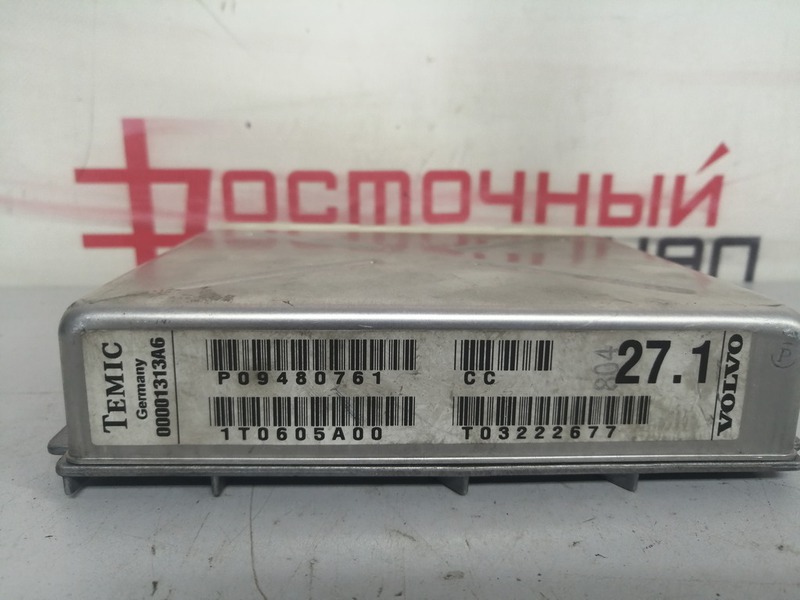 ВОСТОЧНЫЙ
TEMIC
Germany
00001313A6
P09480761
CC
804
27.1
1T0605A00
T03222677
VOLVO
P